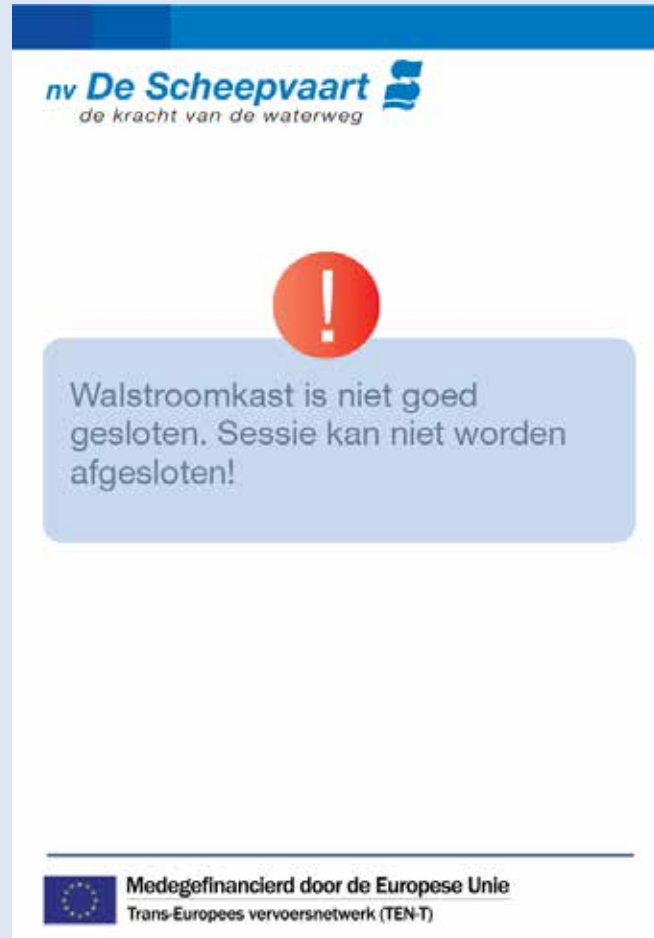 nv De Scheepvaart
de kracht van de waterweg
!
Walstroomkast is niet goed
gesloten. Sessie kan niet worden
afgesloten!
Medegefinancierd door de Europese Unie
Trans-Europees vervoersnetwerk (TEN-T)